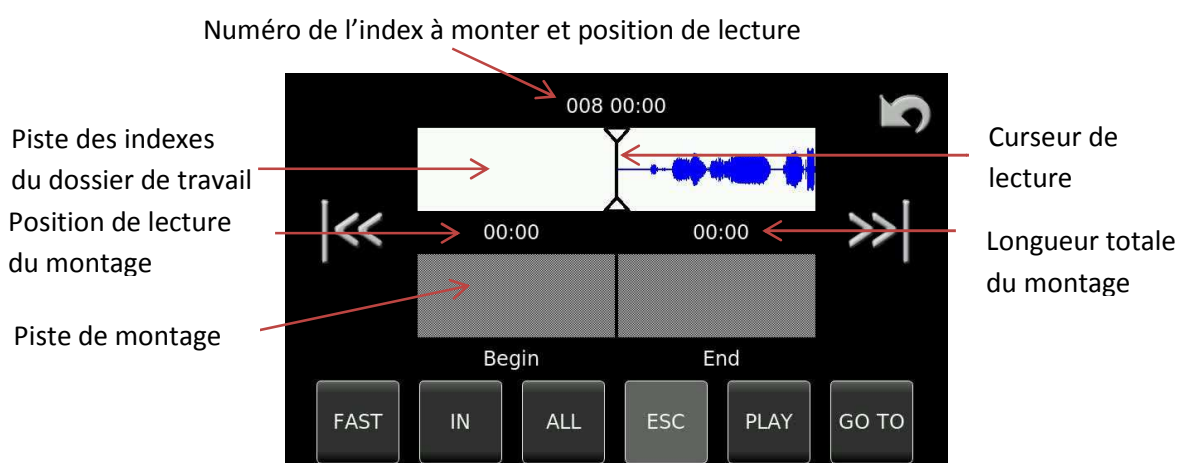 Numéro de l’index à monter et position de lecture
008 00:00
Piste des indexes
du dossier de travail
Curseur de
lecture
Position de lecture
du montage
00:00
00:00
Longueur totale
du montage
Piste de montage
Begin
End
FAST
IN
ALL
ESC
PLAY
GO TO